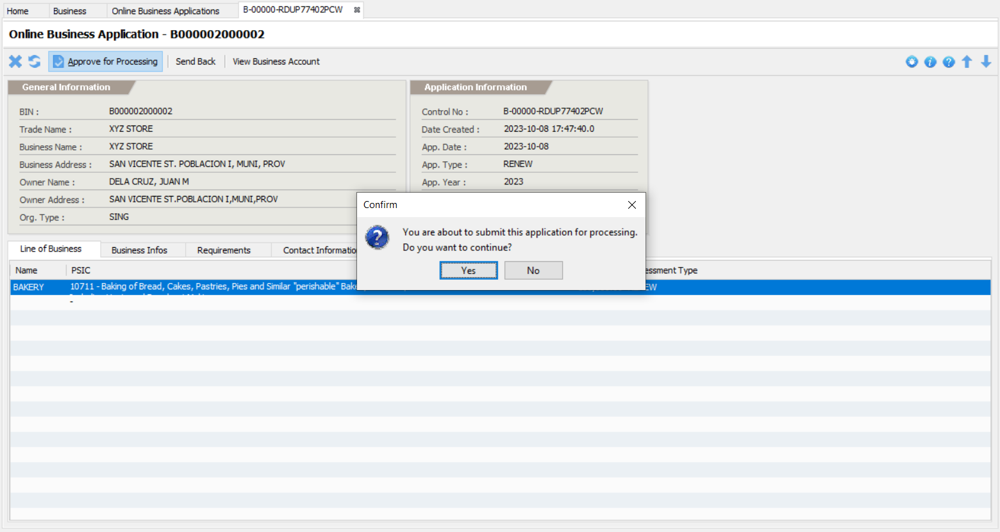 Home Business Online Business Applications B-00000-RDUP77402PCW
Online Business Application - B000002000002
Approve for Processing Send Back View Business Account
General Information
BIN : B000002000002
Trade Name : XYZ STORE
Business Name : XYZ STORE
Business Address : SAN VICENTE ST. POBLACION I, MUNI, PROV
Owner Name : DELA CRUZ, JUAN M
Owner Address : SAN VICENTE ST.POBLACION I,MUNI,PROV
Org. Type : SING
Application Information
Control No : B-00000-RDUP77402PCW
Date Created : 2023-10-08 17:47:40.0
App. Date : 2023-10-08
App. Type : RENEW
App. Year : 2023
Confirm
You are about to submit this application for processing.
Do you want to continue?
Yes No
Line of Business Business Infos Requirements Contact Informatio
Name PSIC essment Type
BAKERY 10711 - Baking of Bread, Cakes, Pastries, Pies and Similar "perishable" Bake EW
-